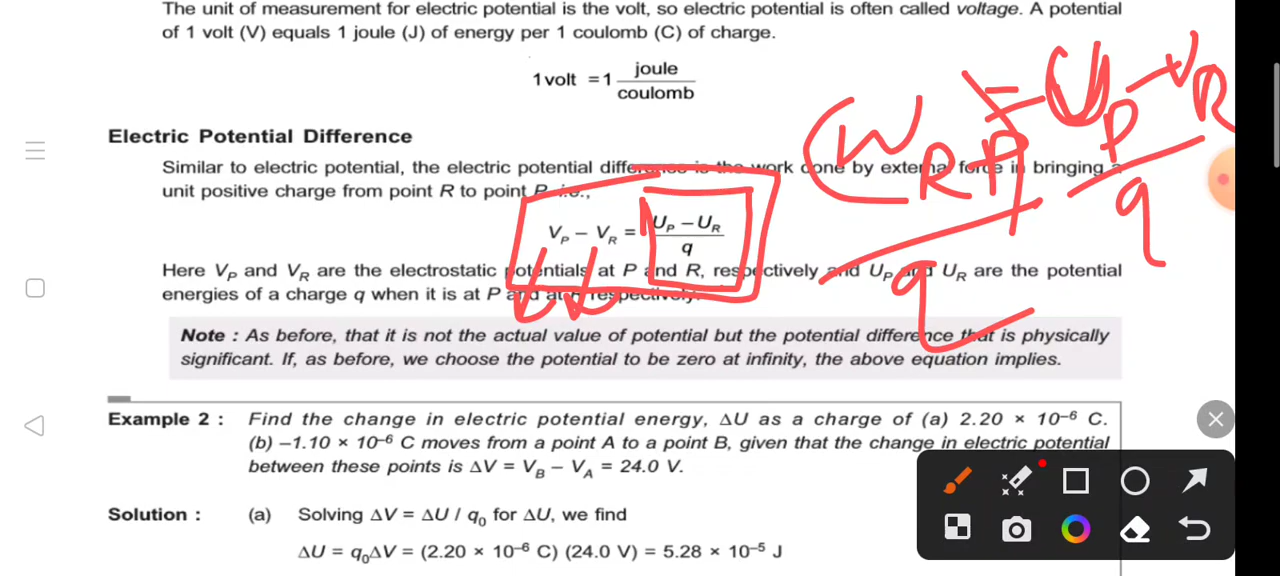 The unit of measurement for electric potential is the volt, so electric potential is often called voltage. A potential
of 1 volt (V) equals 1 joule (J) of energy per 1 coulomb (C) of charge.
1 volt = 1 joule / coulomb
Electric Potential Difference
Similar to electric potential, the electric potential difference is the work done by external force in bringing a
unit positive charge from point R to point P i.e.,
V_P – V_R = (U_P – U_R) / q
Here V_P and V_R are the electrostatic potentials at P and R, respectively and U_P and U_R are the potential
energies of a charge q when it is at P and at R respectively.
Note : As before, that it is not the actual value of potential but the potential difference that is physically
significant. If, as before, we choose the potential to be zero at infinity, the above equation implies.
Example 2 : Find the change in electric potential energy, ΔU as a charge of (a) 2.20 × 10⁻⁶ C.
(b) –1.10 × 10⁻⁶ C moves from a point A to a point B, given that the change in electric potential
between these points is ΔV = V_B – V_A = 24.0 V.
Solution : (a) Solving ΔV = ΔU / q₀ for ΔU, we find
ΔU = q₀ΔV = (2.20 × 10⁻⁶ C) (24.0 V) = 5.28 × 10⁻⁵ J